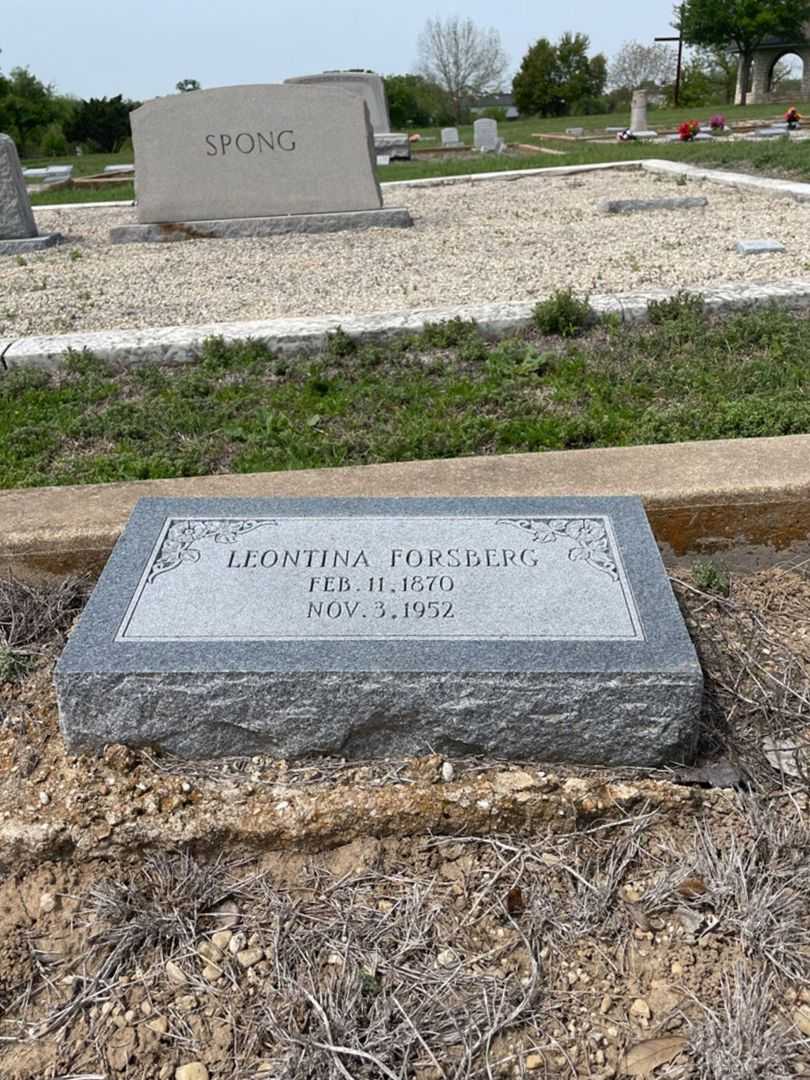 SPONG
LEONTINA FORSBERG
FEB. 11, 1870
NOV. 3, 1952